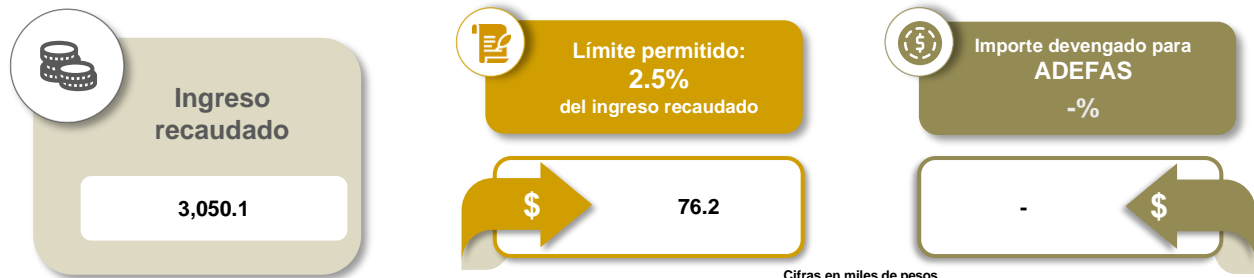 Ingreso
recaudado
3,050.1
Límite permitido:
2.5%
del ingreso recaudado
$
76.2
Importe devengado para
ADEFAS
-%
-
$
Cifras en miles de pesos